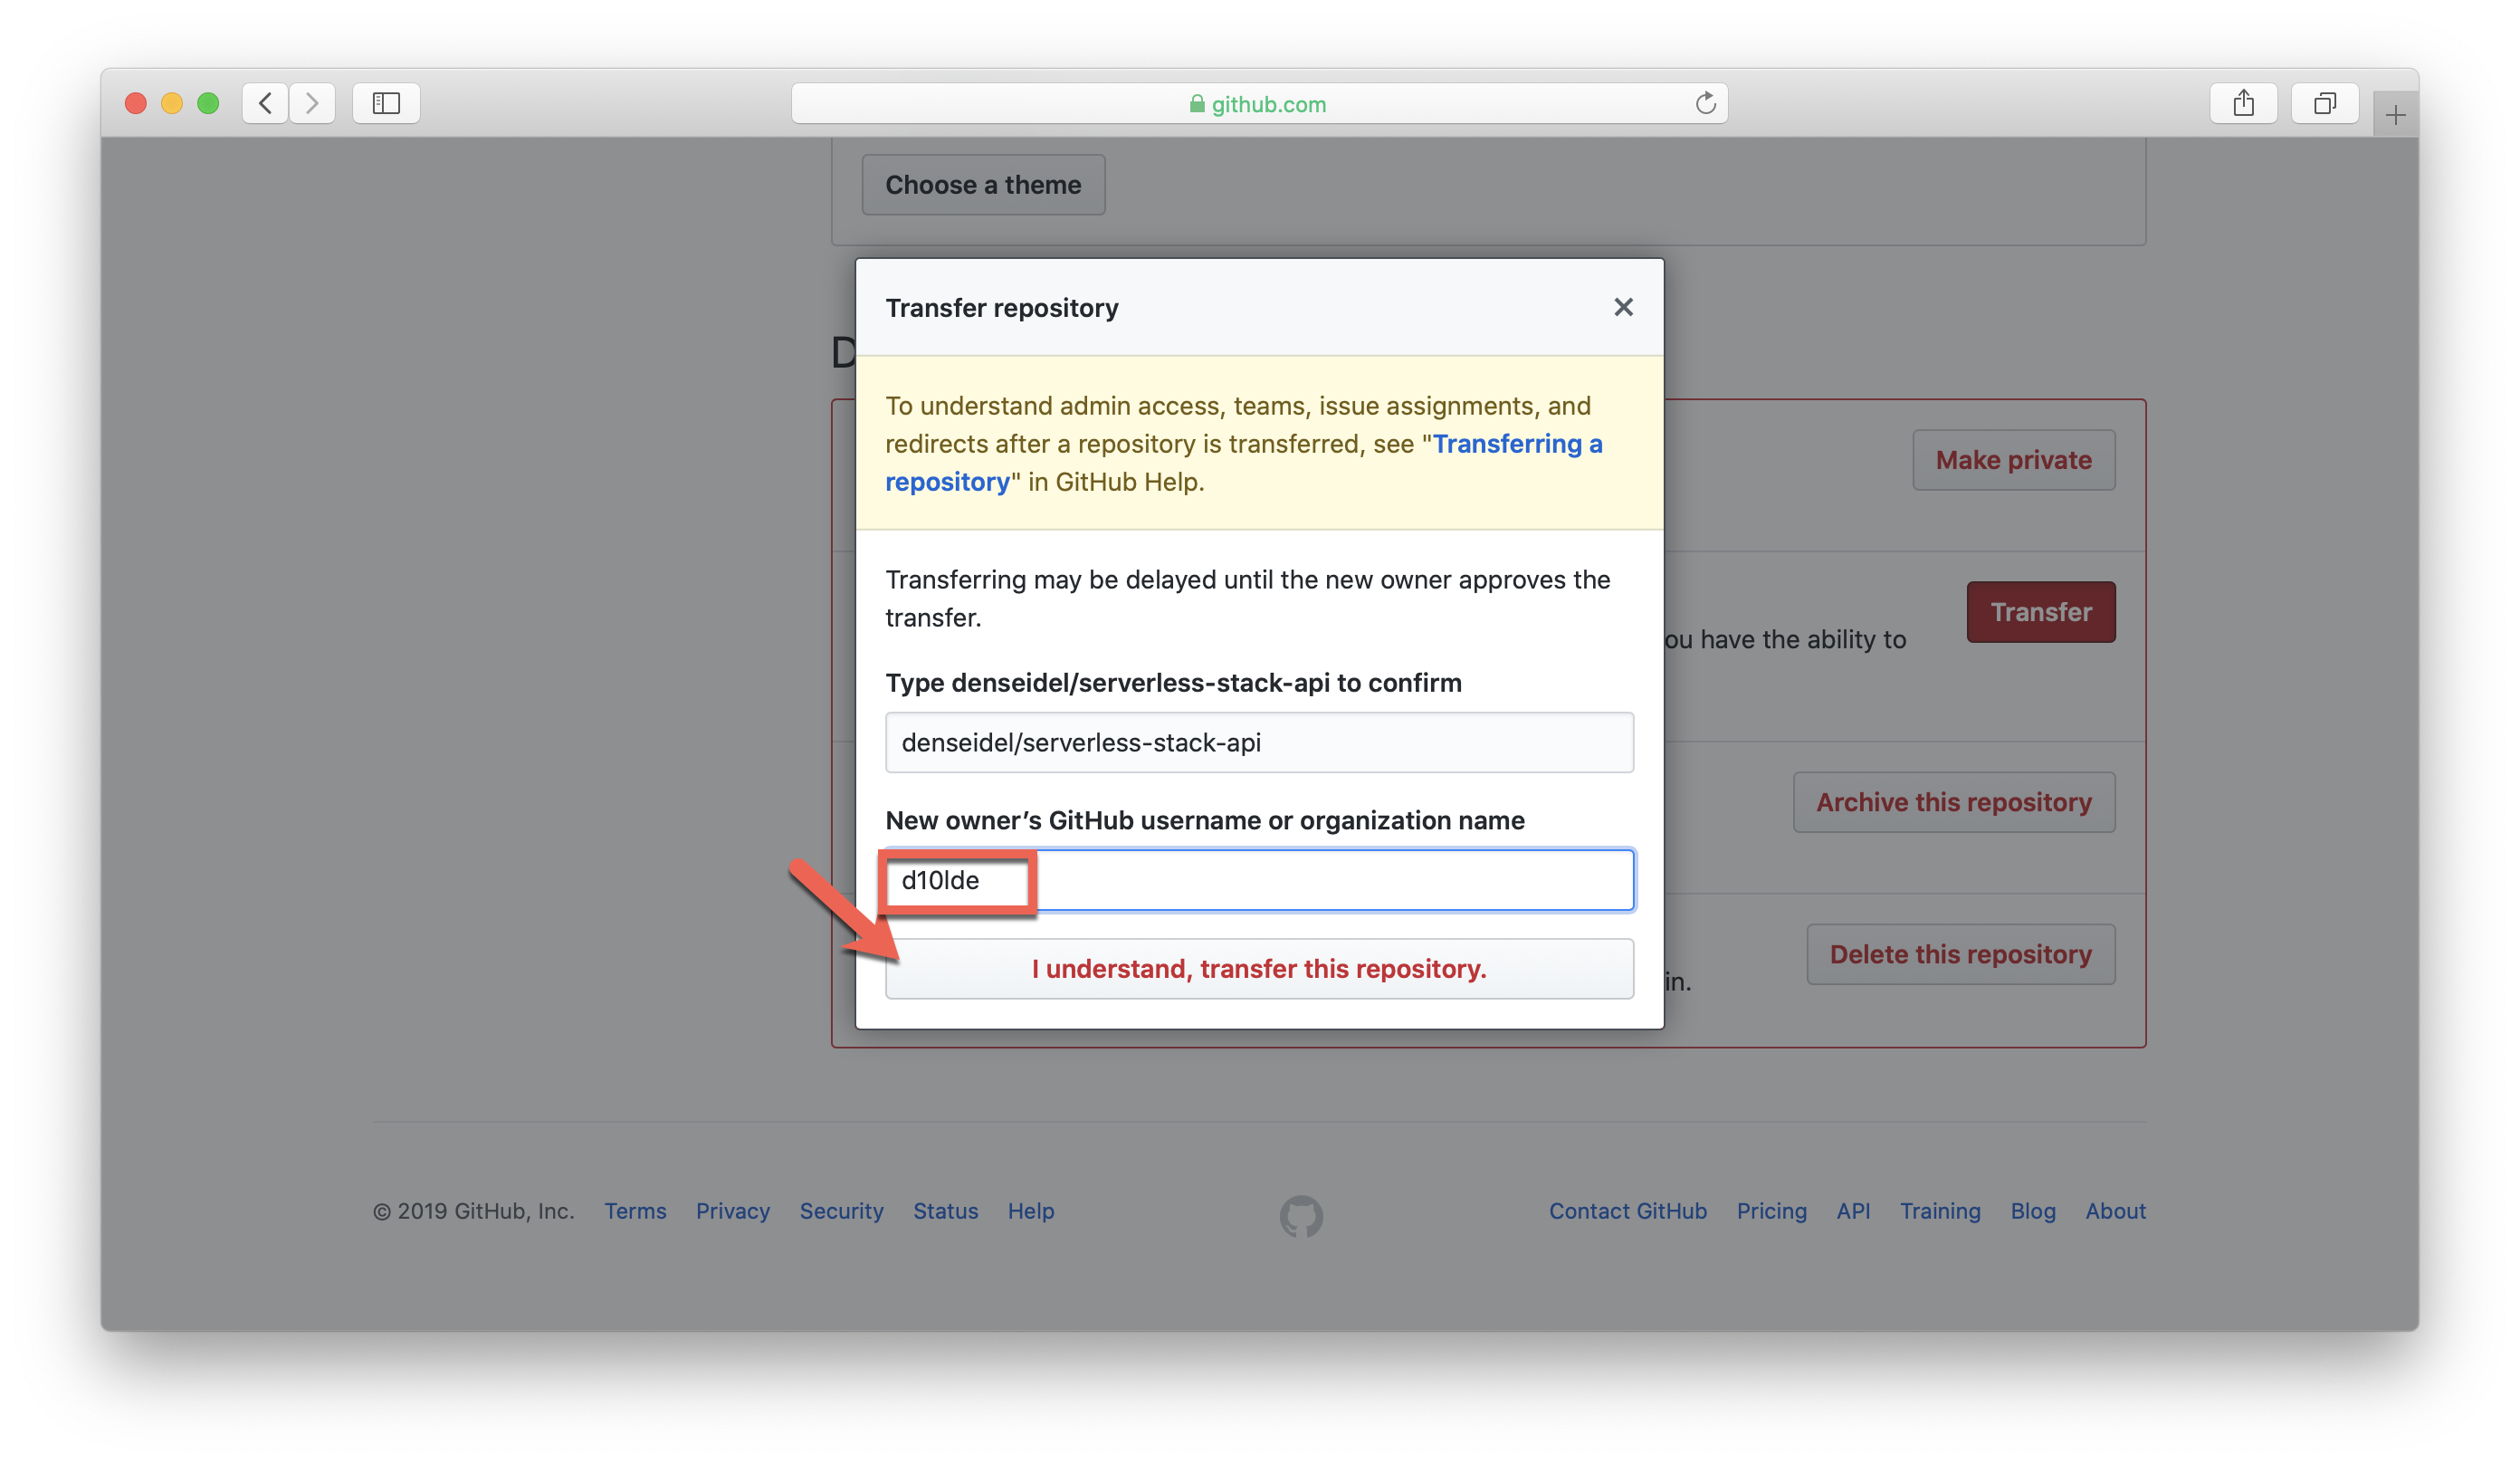 github.com
Choose a theme
Transfer repository
D
To understand admin access, teams, issue assignments, and
redirects after a repository is transferred, see "Transferring a
repository" in GitHub Help.
Make private
Transferring may be delayed until the new owner approves the
transfer.
Transfer
ou have the ability to
Type denseidel/serverless-stack-api to confirm
denseidel/serverless-stack-api
Archive this repository
New owner’s GitHub username or organization name
d10lde
Delete this repository
I understand, transfer this repository.
in.
© 2019 GitHub, Inc. Terms Privacy Security Status Help Contact GitHub Pricing API Training Blog About